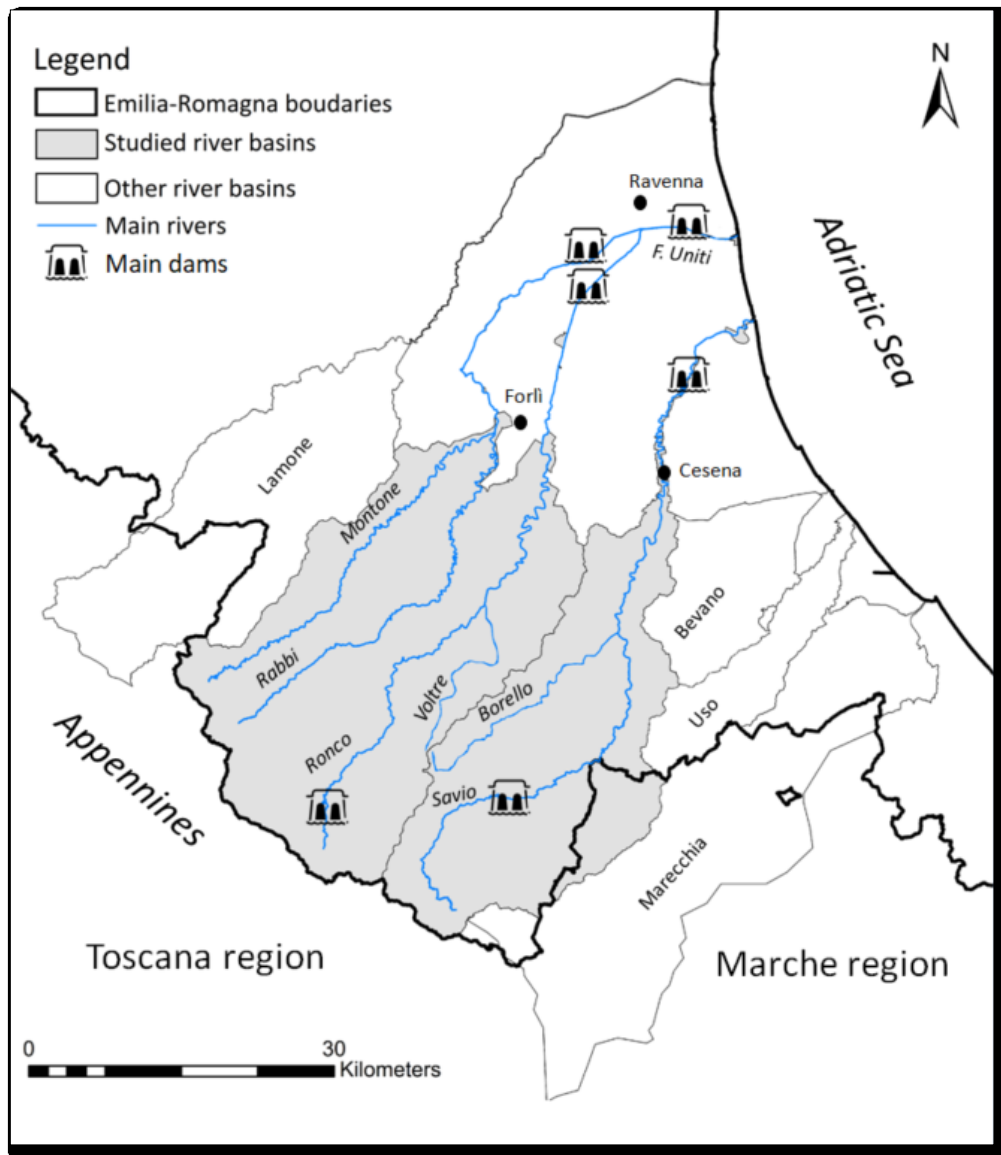 Legend
Emilia-Romagna boudaries
Studied river basins
Other river basins
Main rivers
Main dams
N
Ravenna
F. Uniti
Adriatic Sea
Forlì
Lamone
Cesena
Montone
Bevano
Rabbi
Voltre
Borello
Uso
Ronco
Appennines
Savio
Marecchia
Toscana region
Marche region
0 30
Kilometers